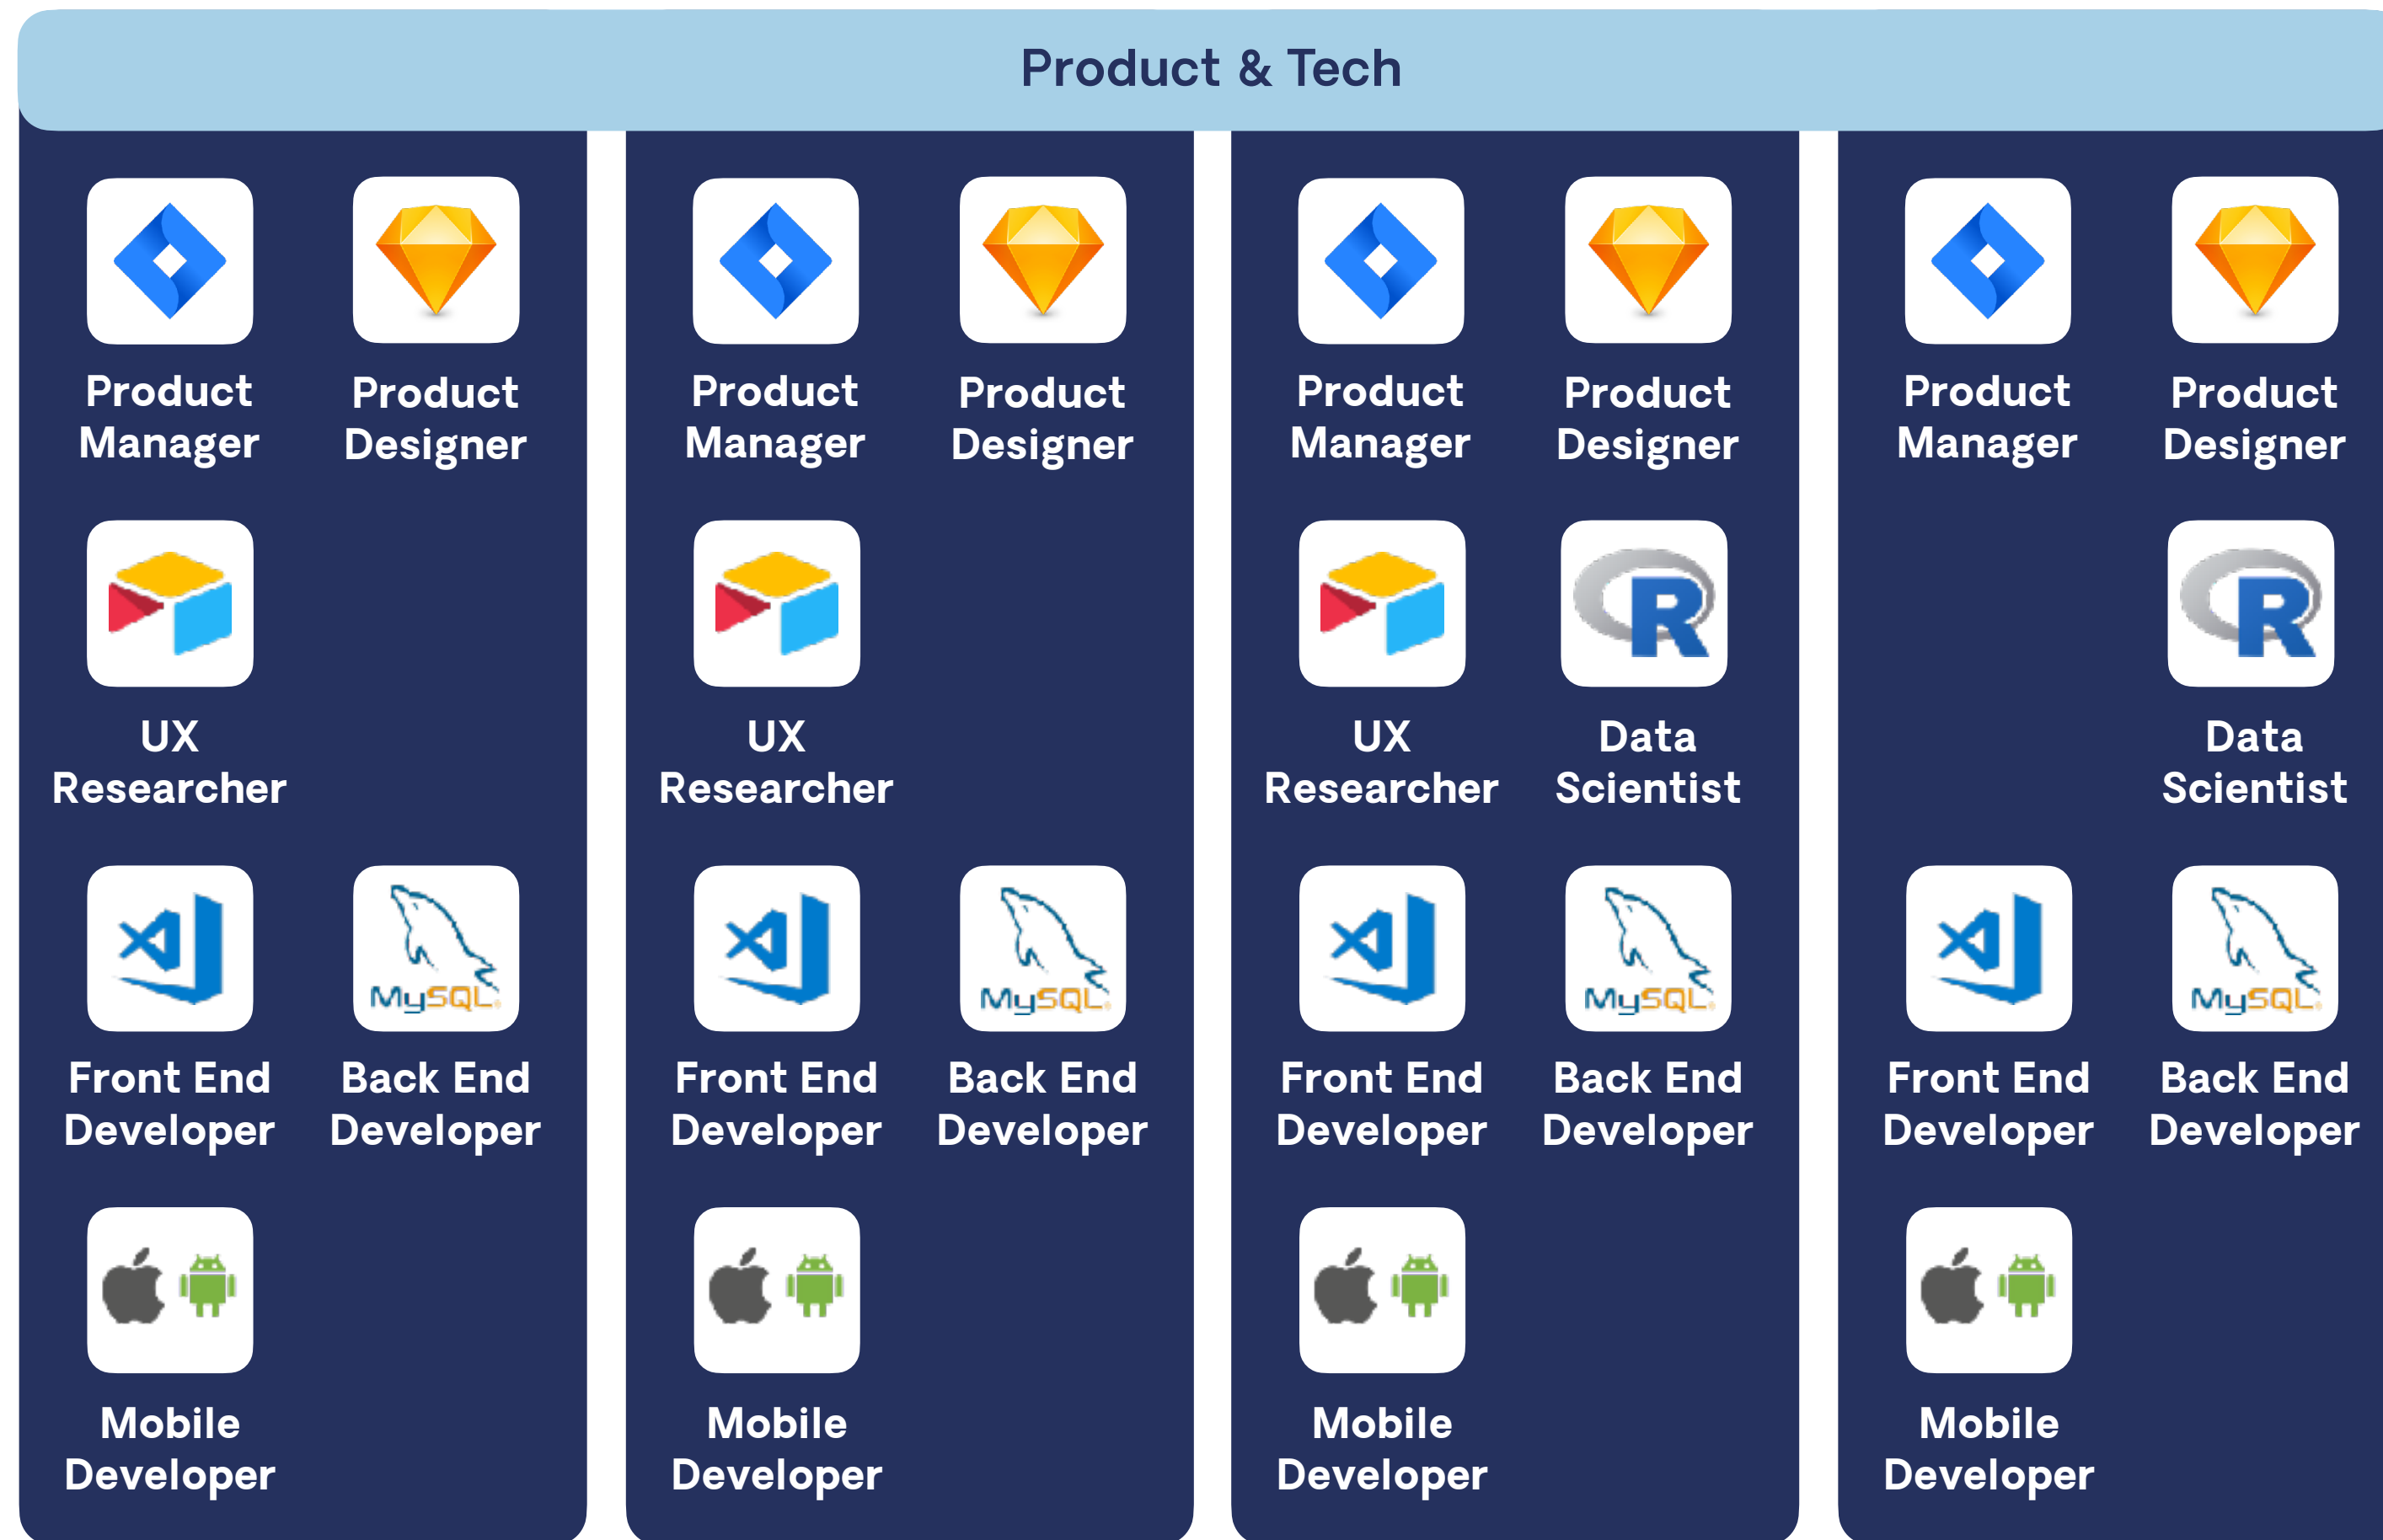 Product & Tech
Product
Manager
Product
Designer
UX
Researcher
Front End
Developer
MySQL
Back End
Developer
Mobile
Developer
Product
Manager
Product
Designer
UX
Researcher
Front End
Developer
MySQL
Back End
Developer
Mobile
Developer
Product
Manager
Product
Designer
UX
Researcher
R
Data
Scientist
Front End
Developer
MySQL
Back End
Developer
Mobile
Developer
Product
Manager
Product
Designer
R
Data
Scientist
Front End
Developer
MySQL
Back End
Developer
Mobile
Developer